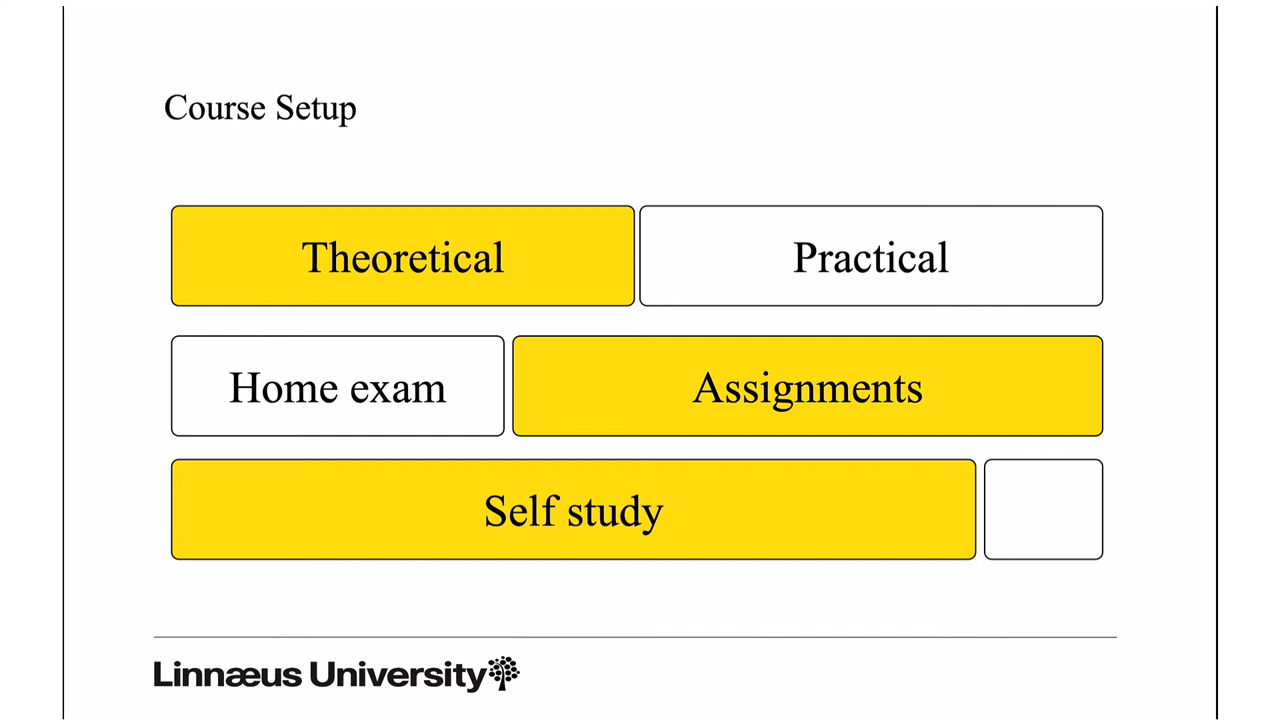 Course Setup
Theoretical
Practical
Home exam
Assignments
Self study
Linnæus University